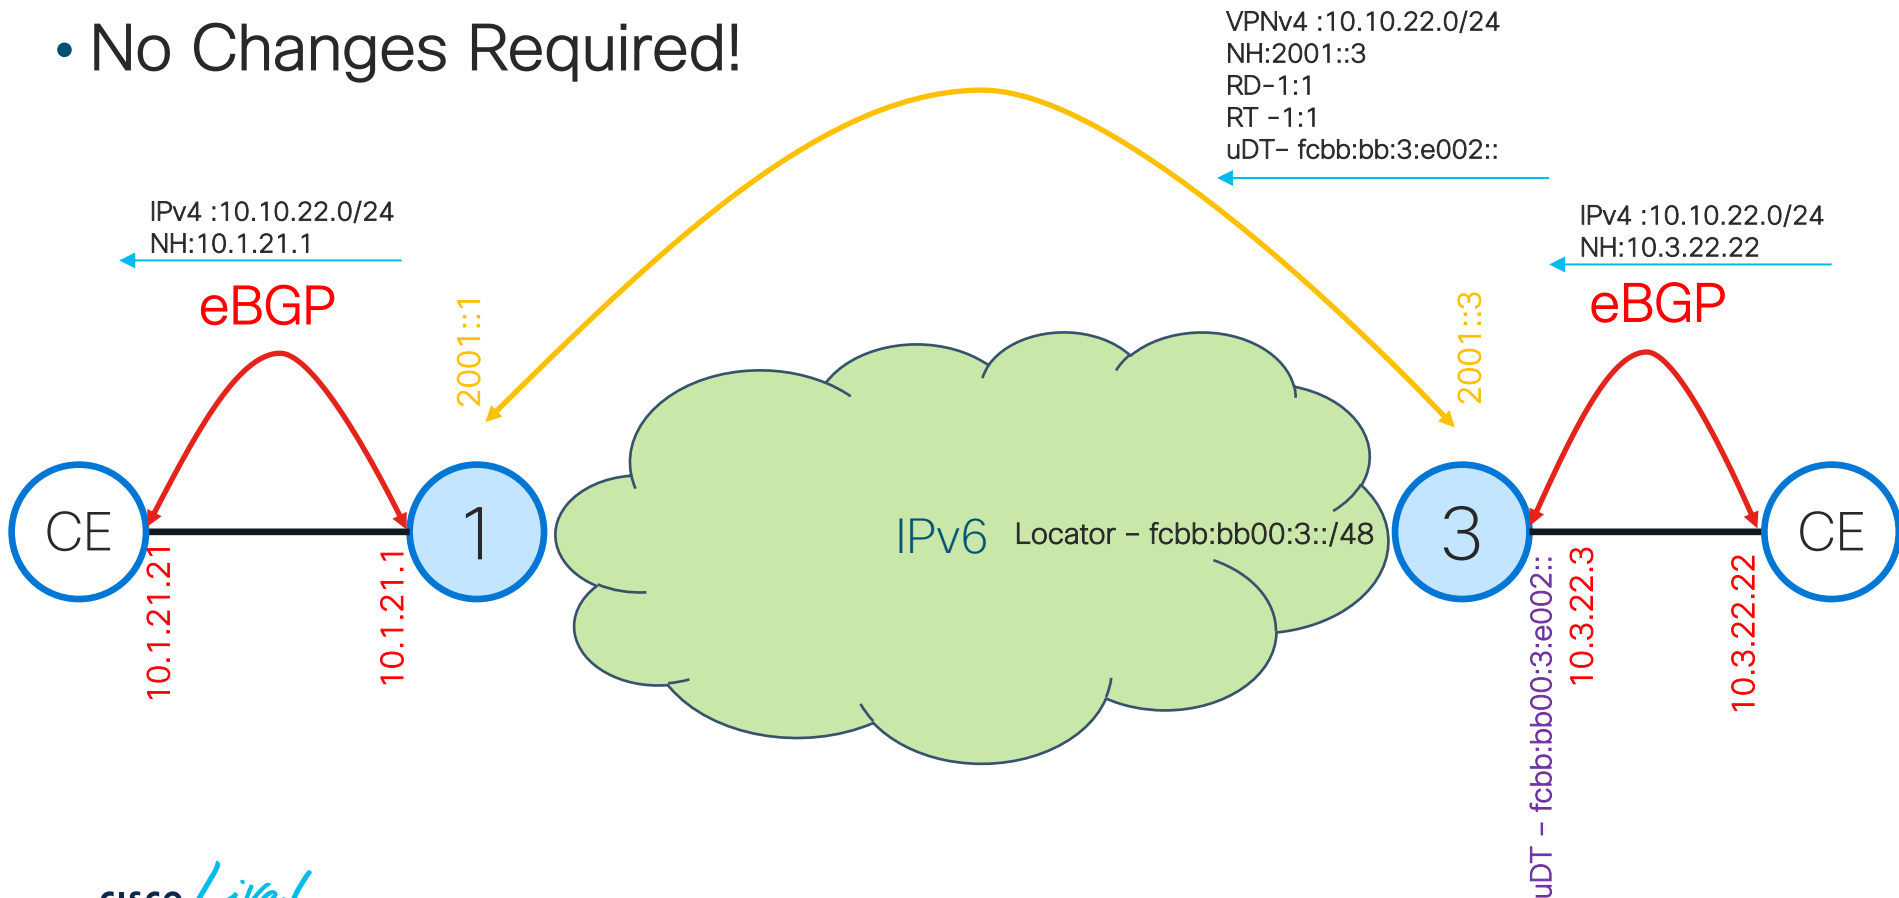 • No Changes Required!
VPNv4 :10.10.22.0/24
NH:2001::3
RD-1:1
RT -1:1
uDT- fcbb:bb:3:e002::
IPv4 :10.10.22.0/24
NH:10.1.21.1
IPv4 :10.10.22.0/24
NH:10.3.22.22
eBGP
2001::1
2001::3
eBGP
CE
1
IPv6
Locator - fcbb:bb00:3::/48
3
CE
10.1.21.21
10.1.21.1
uDT - fcbb:bb00:3:e002::
10.3.22.3
10.3.22.22
cisco Live!